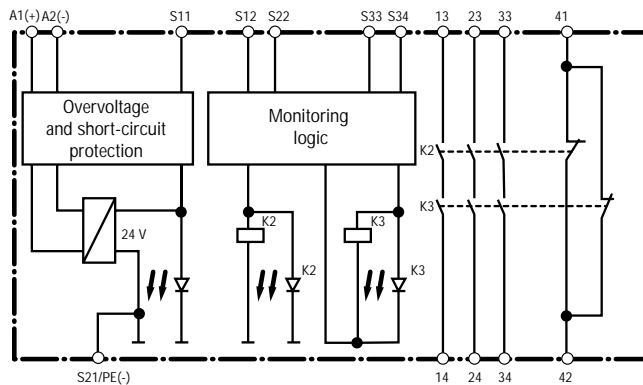 A1(+) A2(-) S11 S12 S22 S33 S34 13 23 33 41
Overvoltage
and short-circuit
protection
Monitoring
logic
K2
K3
24 V
K2
K3
K2
K3
S21/PE(-)
14 24 34 42